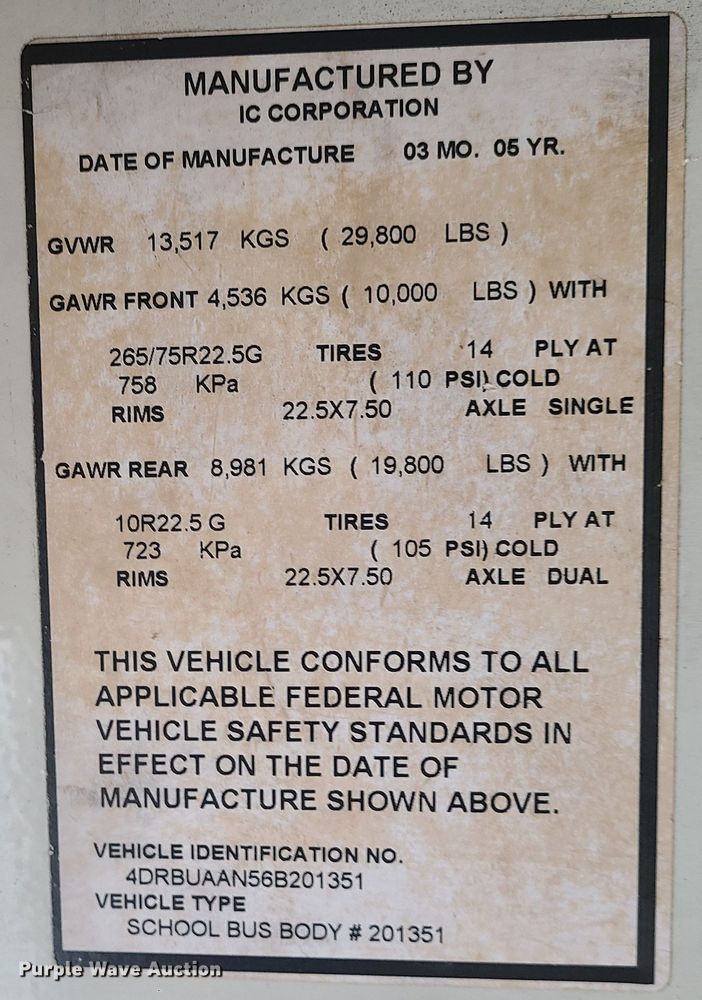 MANUFACTURED BY
IC CORPORATION
DATE OF MANUFACTURE 03 MO. 05 YR.
GVWR 13,517 KGS ( 29,800 LBS )
GAWR FRONT 4,536 KGS ( 10,000 LBS ) WITH
265/75R22.5G TIRES 14 PLY AT
758 KPa ( 110 PSI) COLD
RIMS 22.5X7.50 AXLE SINGLE
GAWR REAR 8,981 KGS ( 19,800 LBS ) WITH
10R22.5 G TIRES 14 PLY AT
723 KPa ( 105 PSI) COLD
RIMS 22.5X7.50 AXLE DUAL
THIS VEHICLE CONFORMS TO ALL
APPLICABLE FEDERAL MOTOR
VEHICLE SAFETY STANDARDS IN
EFFECT ON THE DATE OF
MANUFACTURE SHOWN ABOVE.
VEHICLE IDENTIFICATION NO.
4DRBUAAN56B201351
VEHICLE TYPE
SCHOOL BUS BODY # 201351
Purple Wave Auction